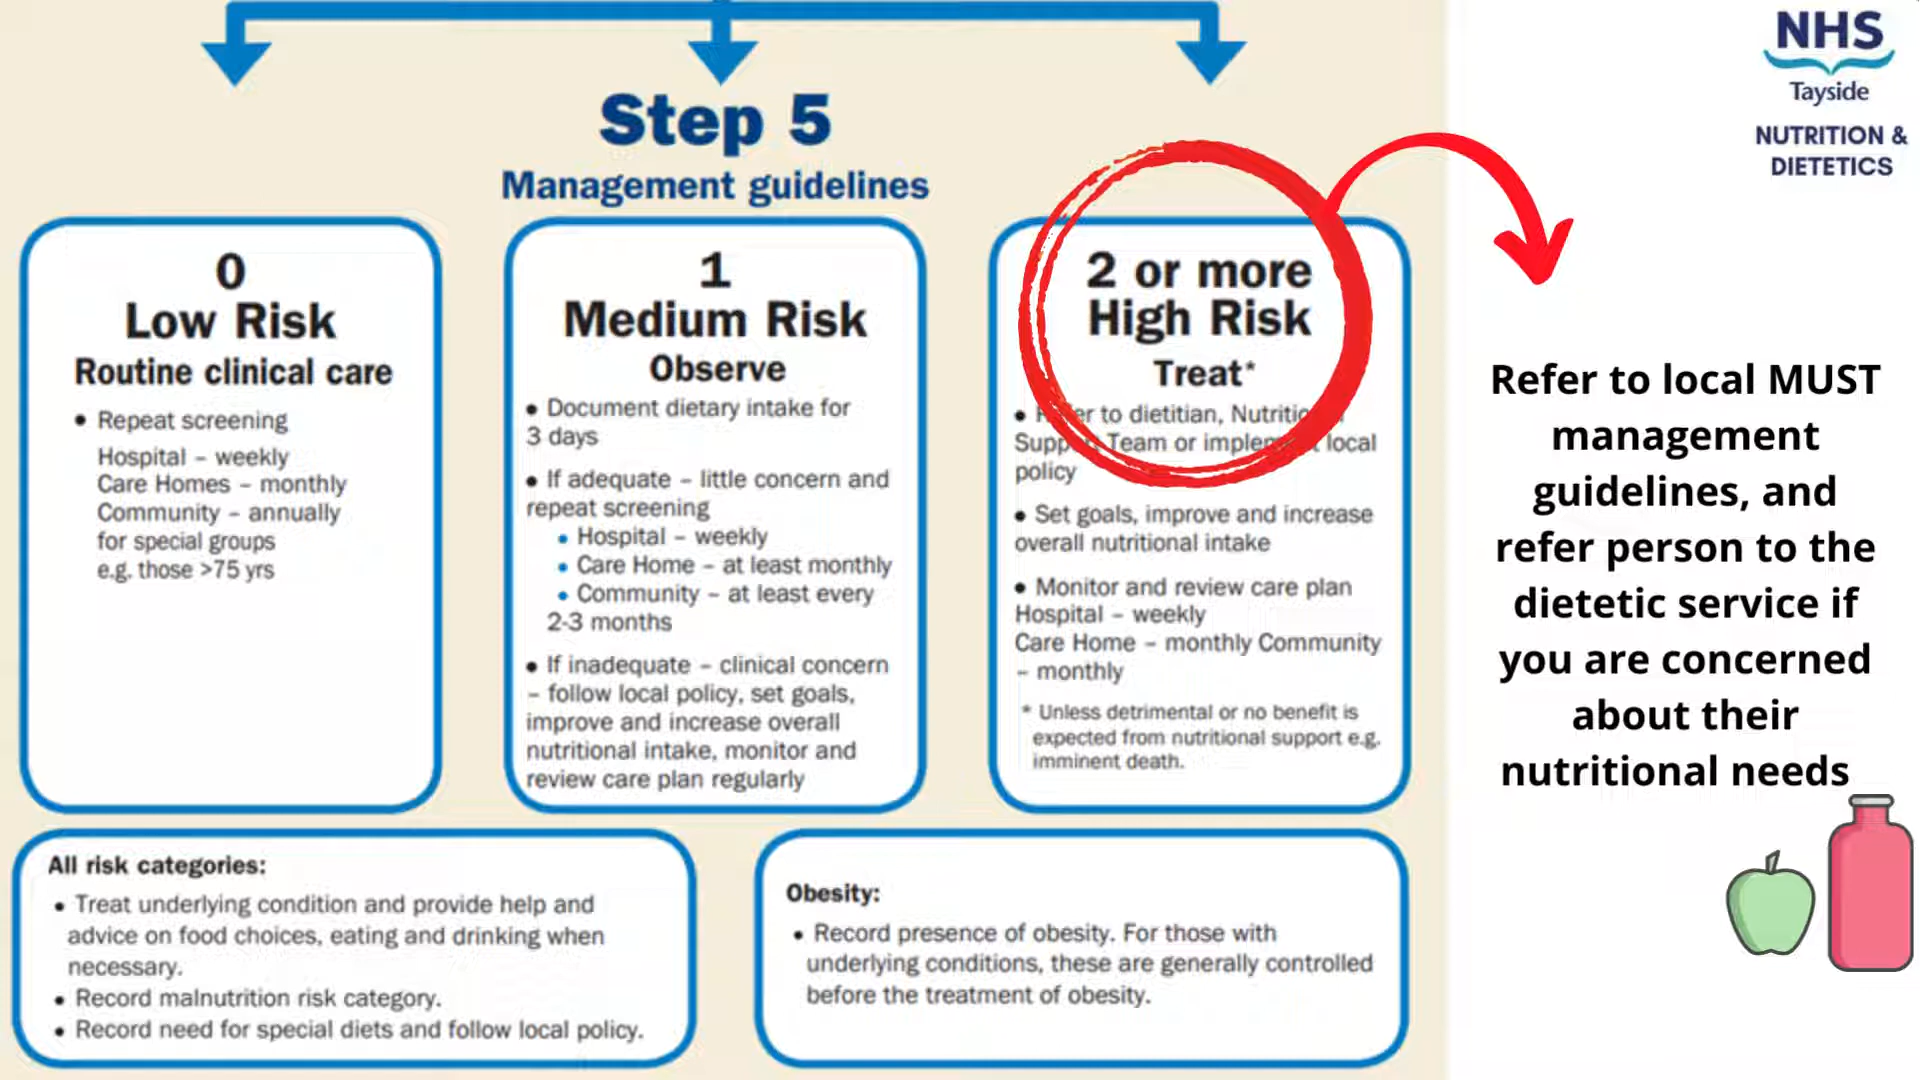 Step 5
Management guidelines
0
Low Risk
Routine clinical care
• Repeat screening
Hospital – weekly
Care Homes – monthly
Community – annually
for special groups
e.g. those >75 yrs
1
Medium Risk
Observe
• Document dietary intake for
3 days
• If adequate – little concern and
repeat screening
• Hospital – weekly
• Care Home – at least monthly
• Community – at least every
2-3 months
• If inadequate – clinical concern
– follow local policy, set goals,
improve and increase overall
nutritional intake, monitor and
review care plan regularly
2 or more
High Risk
Treat*
• Refer to dietitian, Nutritional
Support Team or implement local
policy
• Set goals, improve and increase
overall nutritional intake
• Monitor and review care plan
Hospital – weekly
Care Home – monthly Community
– monthly
* Unless detrimental or no benefit is
expected from nutritional support e.g.
imminent death.
All risk categories:
• Treat underlying condition and provide help and
advice on food choices, eating and drinking when
necessary.
• Record malnutrition risk category.
• Record need for special diets and follow local policy.
Obesity:
• Record presence of obesity. For those with
underlying conditions, these are generally controlled
before the treatment of obesity.
NHS
Tayside
NUTRITION &
DIETETICS
Refer to local MUST
management
guidelines, and
refer person to the
dietetic service if
you are concerned
about their
nutritional needs